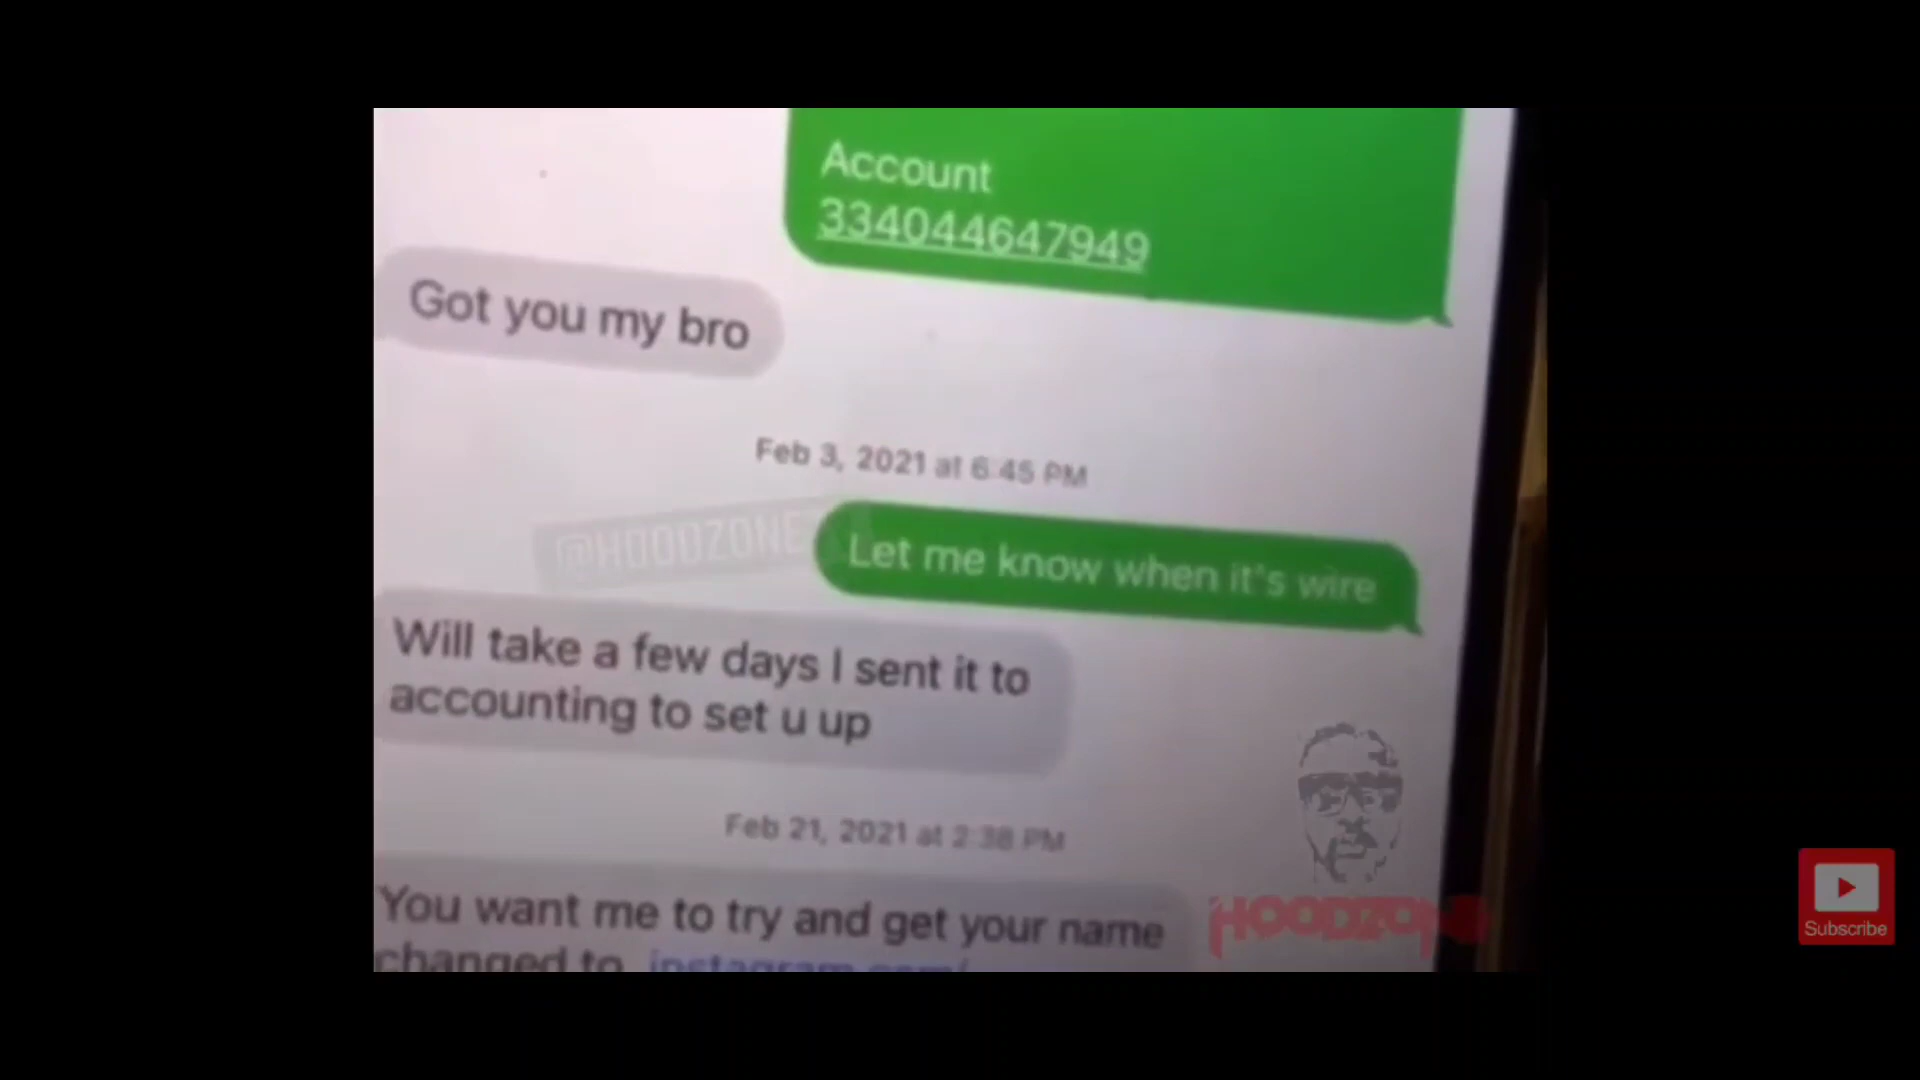 Account
334044647949
Got you my bro
Feb 3, 2021 at 6:45 PM
@HOODZONE
Let me know when it's wire
Will take a few days I sent it to
accounting to set u up
Feb 21, 2021 at 2:38 PM
You want me to try and get your name
changed to instagram.com/
HOODZONE
Subscribe